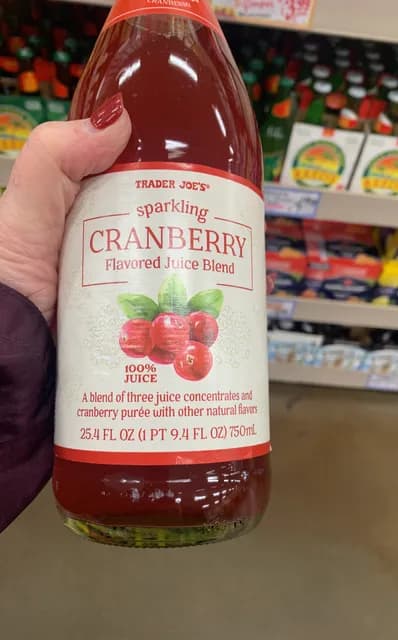 CRANBERRY
TRADER JOE'S®
sparkling
CRANBERRY
Flavored Juice Blend
100%
JUICE
A blend of three juice concentrates and
cranberry purée with other natural flavors
25.4 FL OZ (1 PT 9.4 FL OZ) 750mL